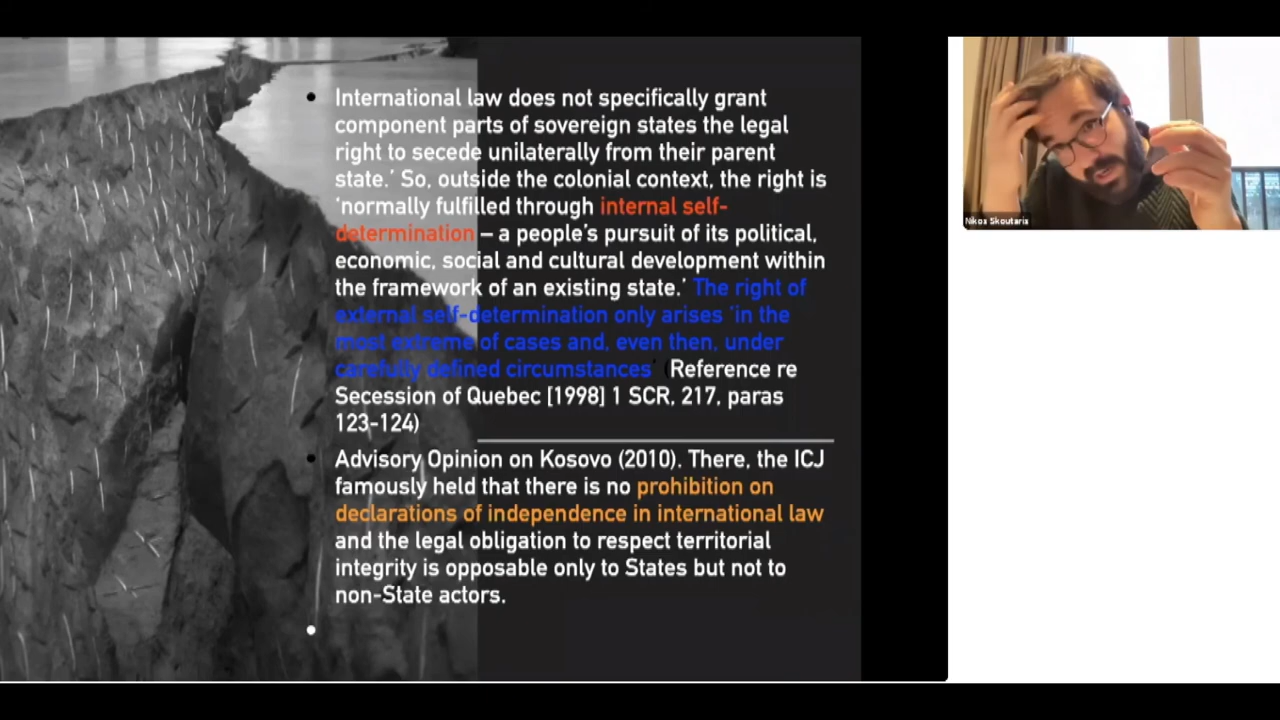 International law does not specifically grant
component parts of sovereign states the legal
right to secede unilaterally from their parent
state.’ So, outside the colonial context, the right is
‘normally fulfilled through internal self-
determination – a people’s pursuit of its political,
economic, social and cultural development within
the framework of an existing state.’ The right of
external self-determination only arises ‘in the
most extreme of cases and, even then, under
carefully defined circumstances’ (Reference re
Secession of Quebec [1998] 1 SCR, 217, paras
123-124)
Advisory Opinion on Kosovo (2010). There, the ICJ
famously held that there is no prohibition on
declarations of independence in international law
and the legal obligation to respect territorial
integrity is opposable only to States but not to
non-State actors.
Nikos Skoutaris